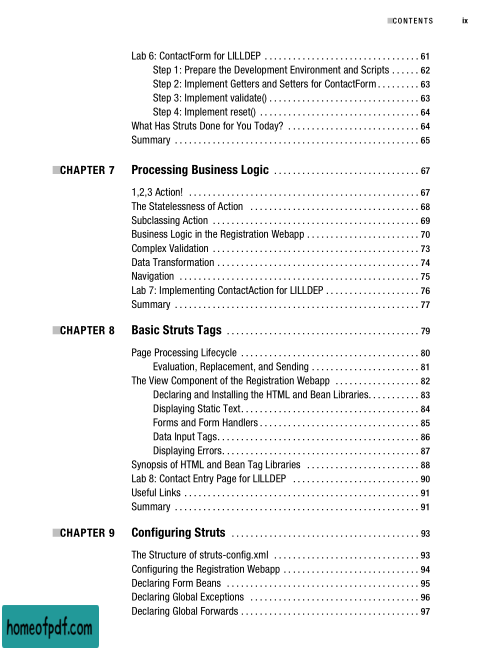 ■CONTENTS ix
Lab 6: ContactForm for LILLDEP . . . . . . . . . . . . . . . . . . . . . . . . . . . . . . . . . 61
Step 1: Prepare the Development Environment and Scripts . . . . . . 62
Step 2: Implement Getters and Setters for ContactForm . . . . . . . . . 63
Step 3: Implement validate() . . . . . . . . . . . . . . . . . . . . . . . . . . . . . . . . 63
Step 4: Implement reset() . . . . . . . . . . . . . . . . . . . . . . . . . . . . . . . . . . 64
What Has Struts Done for You Today? . . . . . . . . . . . . . . . . . . . . . . . . . . . . 64
Summary . . . . . . . . . . . . . . . . . . . . . . . . . . . . . . . . . . . . . . . . . . . . . . . . . . . . 65
■CHAPTER 7 Processing Business Logic . . . . . . . . . . . . . . . . . . . . . . . . . . . . . . . 67
1,2,3 Action! . . . . . . . . . . . . . . . . . . . . . . . . . . . . . . . . . . . . . . . . . . . . . . . . . 67
The Statelessness of Action . . . . . . . . . . . . . . . . . . . . . . . . . . . . . . . . . . . . 68
Subclassing Action . . . . . . . . . . . . . . . . . . . . . . . . . . . . . . . . . . . . . . . . . . . . 69
Business Logic in the Registration Webapp . . . . . . . . . . . . . . . . . . . . . . . . 70
Complex Validation . . . . . . . . . . . . . . . . . . . . . . . . . . . . . . . . . . . . . . . . . . . . 73
Data Transformation . . . . . . . . . . . . . . . . . . . . . . . . . . . . . . . . . . . . . . . . . . . 74
Navigation . . . . . . . . . . . . . . . . . . . . . . . . . . . . . . . . . . . . . . . . . . . . . . . . . . . 75
Lab 7: Implementing ContactAction for LILLDEP . . . . . . . . . . . . . . . . . . . . 76
Summary . . . . . . . . . . . . . . . . . . . . . . . . . . . . . . . . . . . . . . . . . . . . . . . . . . . . 77
■CHAPTER 8 Basic Struts Tags . . . . . . . . . . . . . . . . . . . . . . . . . . . . . . . . . . . . . . . . . 79
Page Processing Lifecycle . . . . . . . . . . . . . . . . . . . . . . . . . . . . . . . . . . . . . . 80
Evaluation, Replacement, and Sending . . . . . . . . . . . . . . . . . . . . . . . 81
The View Component of the Registration Webapp . . . . . . . . . . . . . . . . . . 82
Declaring and Installing the HTML and Bean Libraries. . . . . . . . . . . 83
Displaying Static Text. . . . . . . . . . . . . . . . . . . . . . . . . . . . . . . . . . . . . . 84
Forms and Form Handlers . . . . . . . . . . . . . . . . . . . . . . . . . . . . . . . . . . 85
Data Input Tags. . . . . . . . . . . . . . . . . . . . . . . . . . . . . . . . . . . . . . . . . . . 86
Displaying Errors. . . . . . . . . . . . . . . . . . . . . . . . . . . . . . . . . . . . . . . . . . 87
Synopsis of HTML and Bean Tag Libraries . . . . . . . . . . . . . . . . . . . . . . . . 88
Lab 8: Contact Entry Page for LILLDEP . . . . . . . . . . . . . . . . . . . . . . . . . . . 90
Useful Links . . . . . . . . . . . . . . . . . . . . . . . . . . . . . . . . . . . . . . . . . . . . . . . . . . 91
Summary . . . . . . . . . . . . . . . . . . . . . . . . . . . . . . . . . . . . . . . . . . . . . . . . . . . . 91
■CHAPTER 9 Configuring Struts . . . . . . . . . . . . . . . . . . . . . . . . . . . . . . . . . . . . . . . . 93
The Structure of struts-config.xml . . . . . . . . . . . . . . . . . . . . . . . . . . . . . . . 93
Configuring the Registration Webapp . . . . . . . . . . . . . . . . . . . . . . . . . . . . . 94
Declaring Form Beans . . . . . . . . . . . . . . . . . . . . . . . . . . . . . . . . . . . . . . . . . 95
Declaring Global Exceptions . . . . . . . . . . . . . . . . . . . . . . . . . . . . . . . . . . . . 96
Declaring Global Forwards . . . . . . . . . . . . . . . . . . . . . . . . . . . . . . . . . . . . . . 97
homeofpdf.com